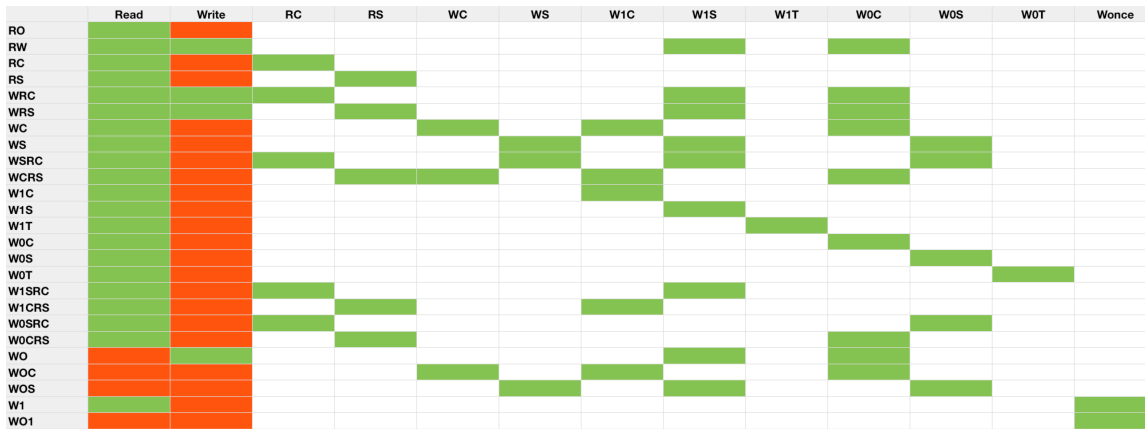 Read Write RC RS WC WS W1C W1S W1T W0C W0S W0T Wonce
RO
RW
RC
RS
WRC
WRS
WC
WS
WSRC
WCRS
W1C
W1S
W1T
W0C
W0S
W0T
W1SRC
W1CRS
W0SRC
W0CRS
WO
WOC
WOS
W1
WO1